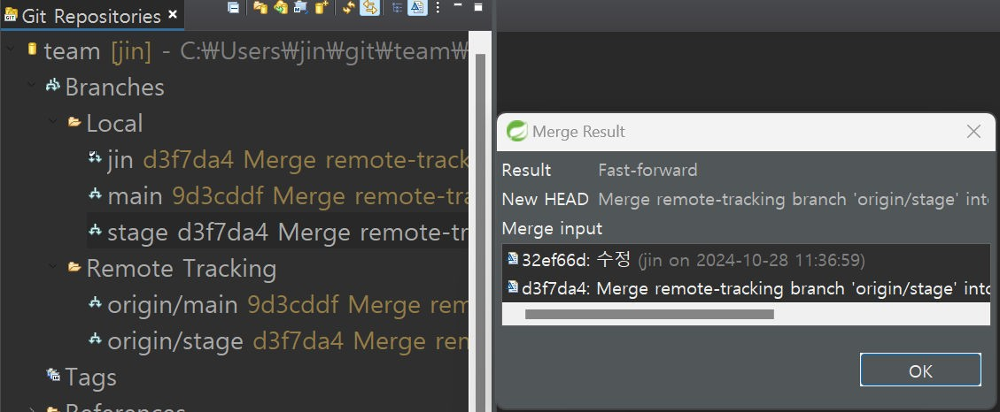 Git Repositories
team [jin] - C:₩Users₩jin₩git₩team₩
Branches
Local
jin d3f7da4 Merge remote-track
main 9d3cddf Merge remote-tra
stage d3f7da4 Merge remote-tr
Remote Tracking
origin/main 9d3cddf Merge rem
origin/stage d3f7da4 Merge rem
Tags
References
Merge Result
Result Fast-forward
New HEAD Merge remote-tracking branch 'origin/stage' into
Merge input
32ef66d: 수정 (jin on 2024-10-28 11:36:59)
d3f7da4: Merge remote-tracking branch 'origin/stage' into
OK